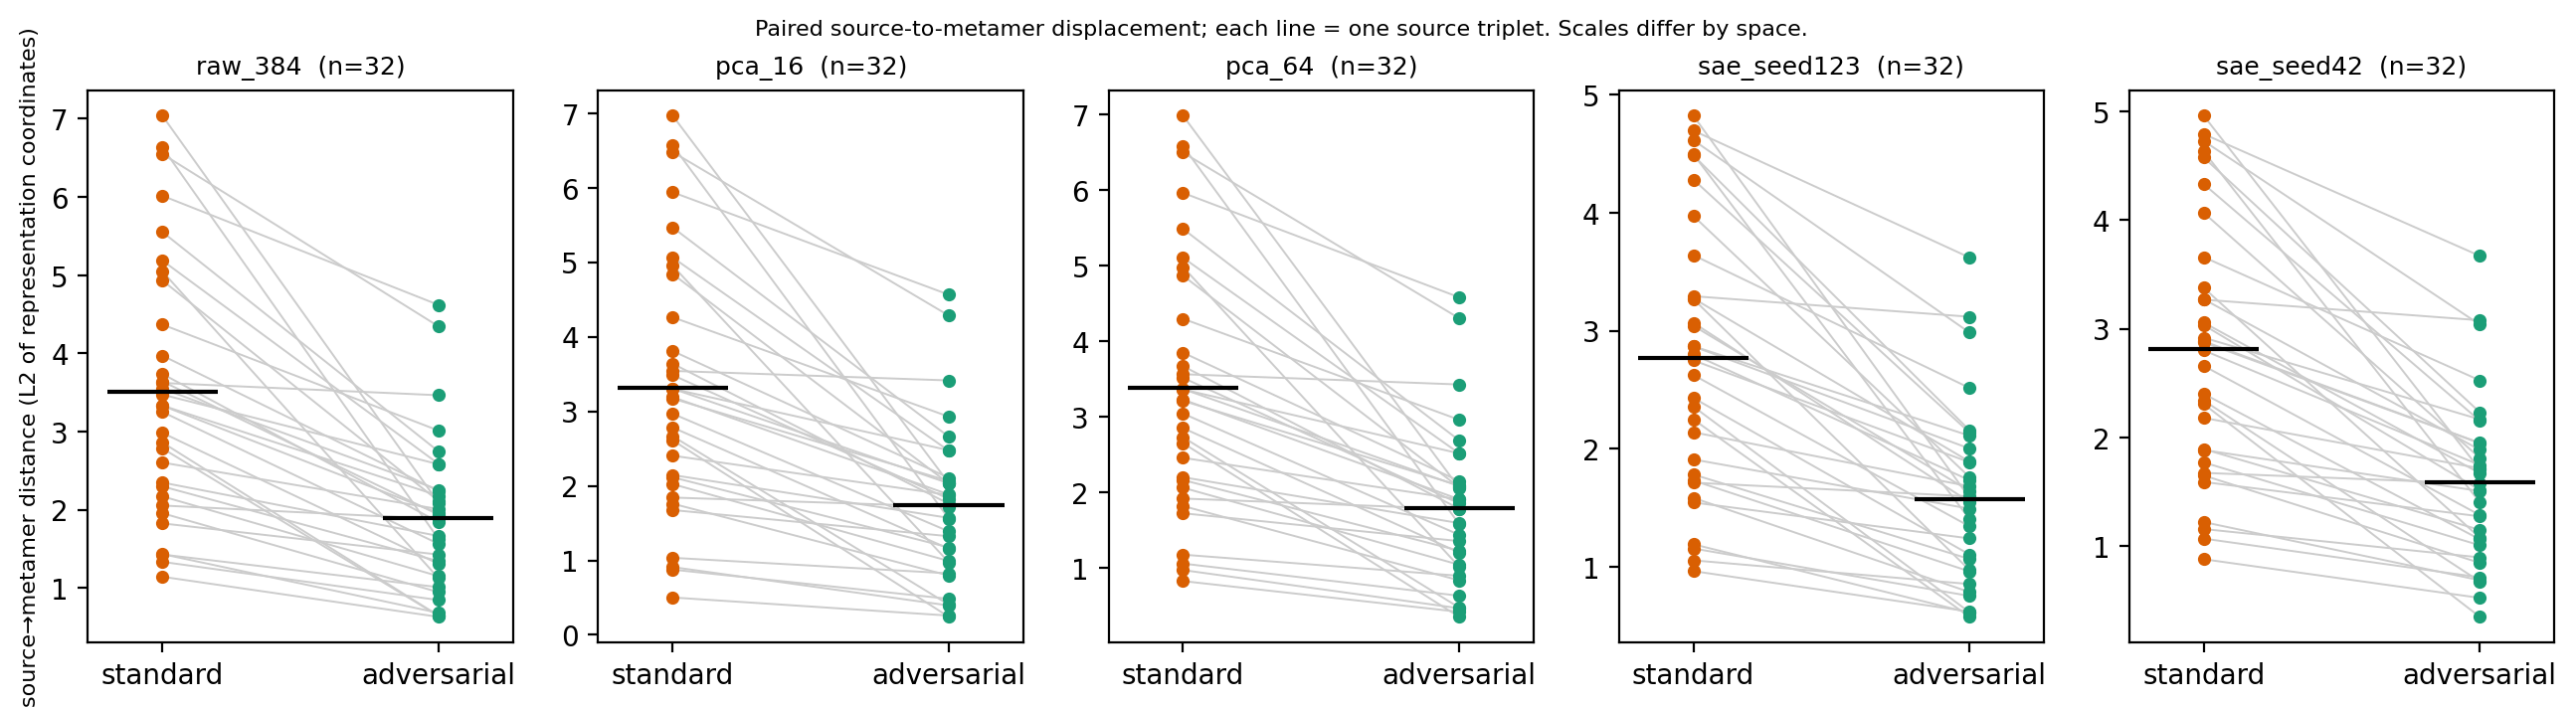 Paired source-to-metamer displacement; each line = one source triplet. Scales differ by space.
source→metamer distance (L2 of representation coordinates)
raw_384 (n=32)
7
6
5
4
3
2
1
standard adversarial
pca_16 (n=32)
7
6
5
4
3
2
1
0
standard adversarial
pca_64 (n=32)
7
6
5
4
3
2
1
standard adversarial
sae_seed123 (n=32)
5
4
3
2
1
standard adversarial
sae_seed42 (n=32)
5
4
3
2
1
standard adversarial